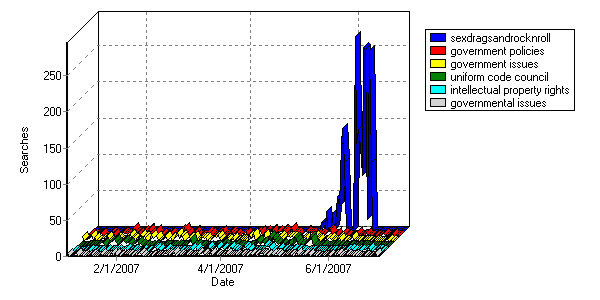 250
200
150
100
50
0
Searches
2/1/2007 4/1/2007 6/1/2007
Date
sexdragsandrocknroll
government policies
government issues
uniform code council
intellectual property rights
governmental issues